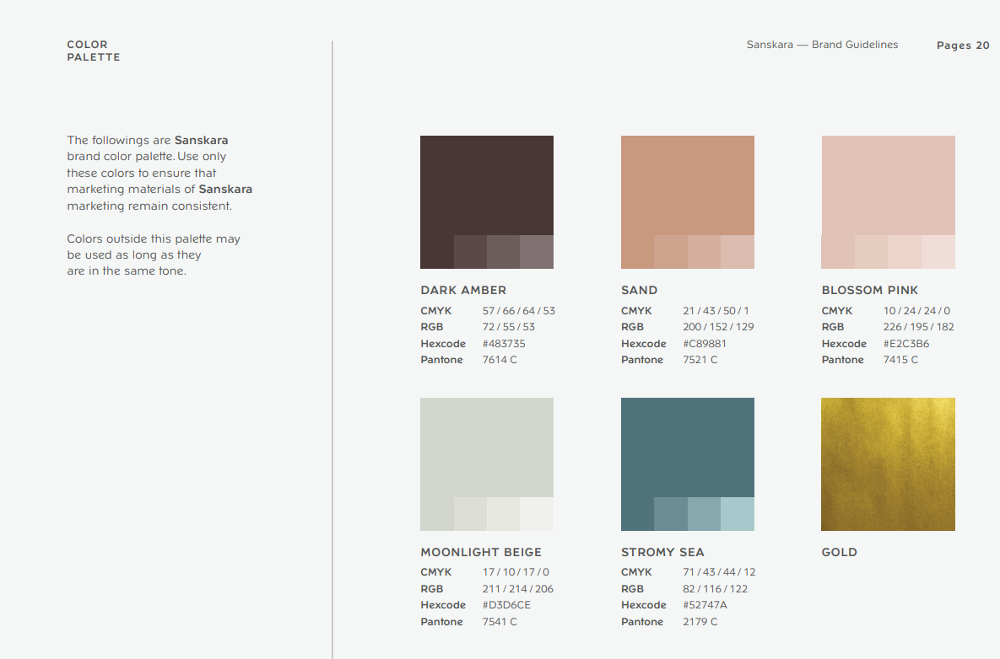 COLOR
PALETTE
Sanskara — Brand Guidelines
Pages 20
The followings are Sanskara
brand color palette. Use only
these colors to ensure that
marketing materials of Sanskara
marketing remain consistent.
Colors outside this palette may
be used as long as they
are in the same tone.
DARK AMBER
CMYK 57 / 66 / 64 / 53
RGB 72 / 55 / 53
Hexcode #483735
Pantone 7614 C
SAND
CMYK 21 / 43 / 50 / 1
RGB 200 / 152 / 129
Hexcode #C89881
Pantone 7521 C
BLOSSOM PINK
CMYK 10 / 24 / 24 / 0
RGB 226 / 195 / 182
Hexcode #E2C3B6
Pantone 7415 C
MOONLIGHT BEIGE
CMYK 17 / 10 / 17 / 0
RGB 211 / 214 / 206
Hexcode #D3D6CE
Pantone 7541 C
STROMY SEA
CMYK 71 / 43 / 44 / 12
RGB 82 / 116 / 122
Hexcode #52747A
Pantone 2179 C
GOLD